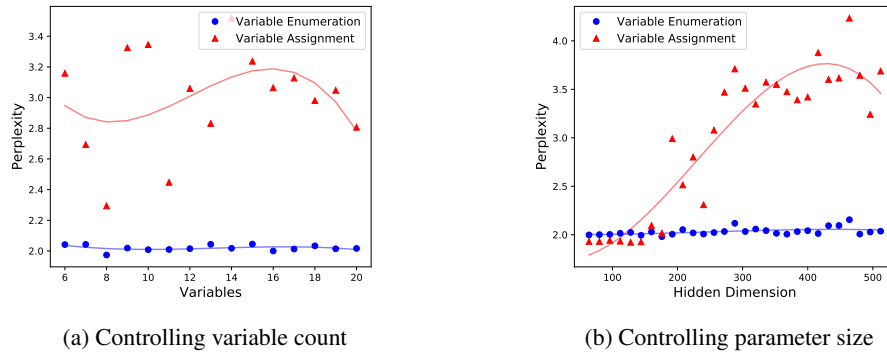 Variable Enumeration
Variable Assignment
3.4
3.2
3.0
2.8
2.6
2.4
2.2
2.0
Perplexity
6
8
10
12
14
16
18
20
Variables
(a) Controlling variable count
Variable Enumeration
Variable Assignment
4.0
3.5
3.0
2.5
2.0
Perplexity
100
200
300
400
500
Hidden Dimension
(b) Controlling parameter size